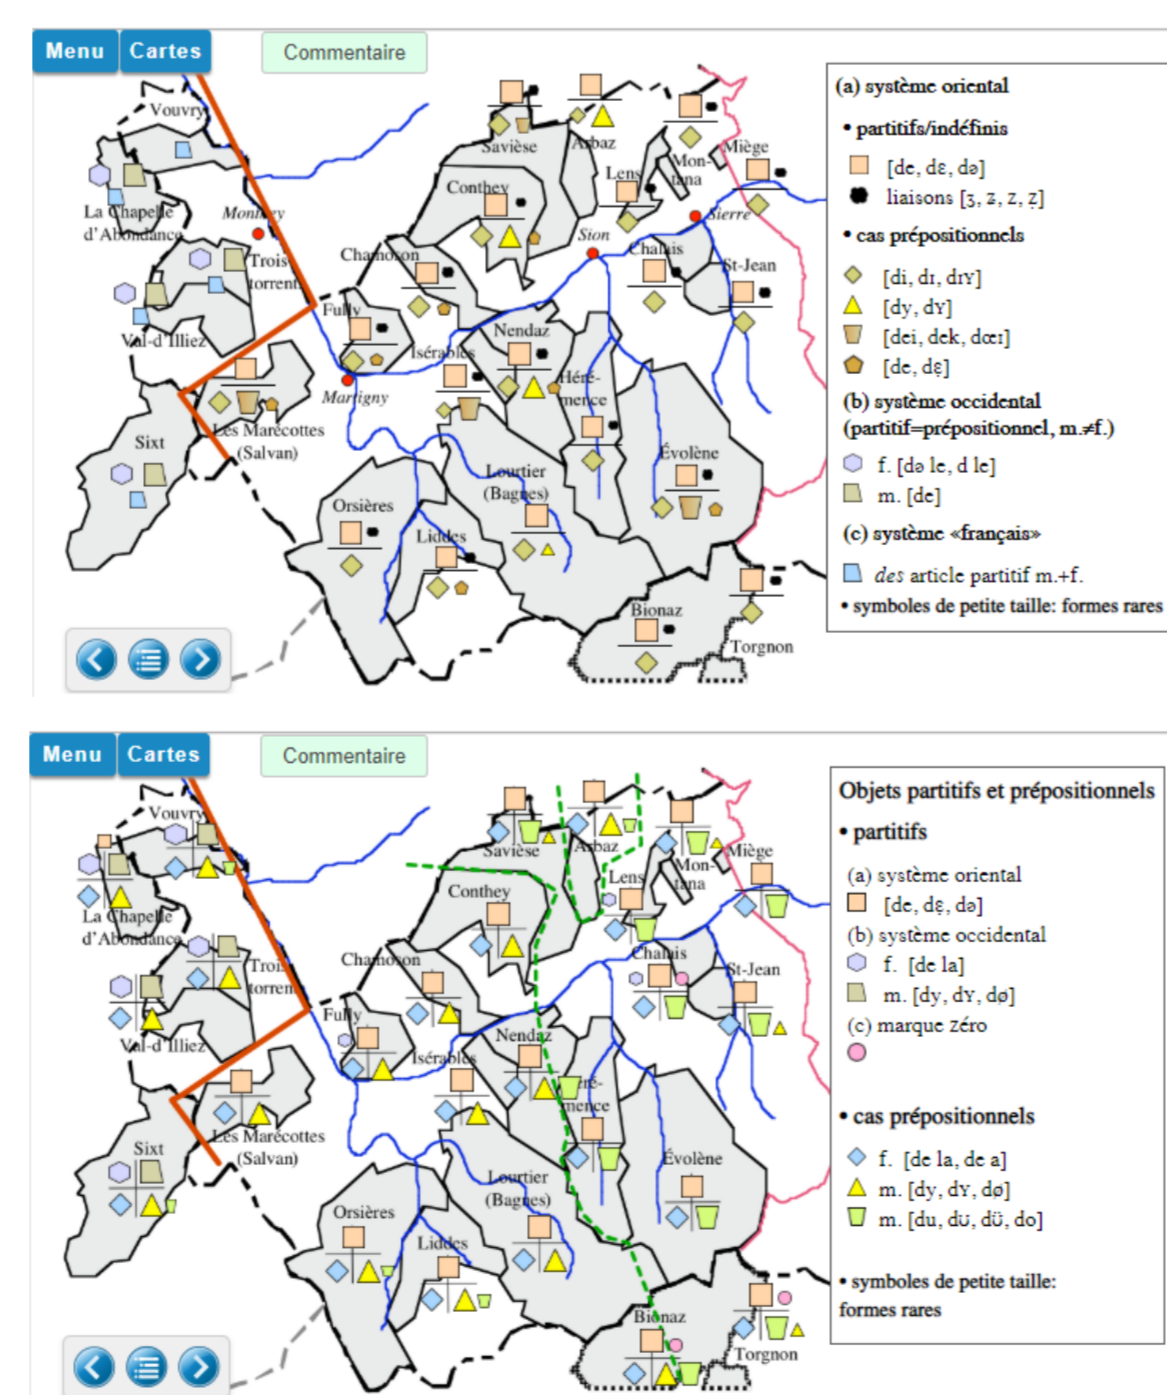 Menu Cartes Commentaire
Vouvry
La Chapelle
d'Abondance
Monthey
Trois-
torrents
Val-d'Illiez
Sixt
Les Marécottes
(Salvan)
Savièse
Arbaz
Conthey
Lens
Mon-
tana
Miège
Sierre
Sion
Chamoson
Chalais
St-Jean
Fully
Nendaz
Isérables
Martigny
Héré-
mence
Évolène
Lourtier
(Bagnes)
Orsières
Liddes
Bionaz
Torgnon
(a) système oriental
• partitifs/indéfinis
[de, dɛ, də]
liaisons [ʒ, ʑ, z, ẓ]
• cas prépositionnels
[di, dɪ, dɪʏ]
[dy, dʏ]
[dei, dek, dœɪ]
[de, dɛ̣]
(b) système occidental
(partitif=prépositionnel, m.≠f.)
f. [də le, d le]
m. [de]
(c) système «français»
des article partitif m.+f.
• symboles de petite taille: formes rares
Menu Cartes Commentaire
Vouvry
La Chapelle
d'Abondance
Trois-
torrents
Val-d'Illiez
Sixt
Les Marécottes
(Salvan)
Savièse
Arbaz
Conthey
Lens
Mon-
tana
Miège
Chamoson
Chalais
St-Jean
Fully
Nendaz
Isérables
Héré-
mence
Évolène
Lourtier
(Bagnes)
Orsières
Liddes
Bionaz
Torgnon
Objets partitifs et prépositionnels
• partitifs
(a) système oriental
[de, dɛ̣, də]
(b) système occidental
f. [de la]
m. [dy, dʏ, dø]
(c) marque zéro
• cas prépositionnels
f. [de la, de a]
m. [dy, dʏ, dø]
m. [du, dʊ, dü, do]
• symboles de petite taille:
formes rares